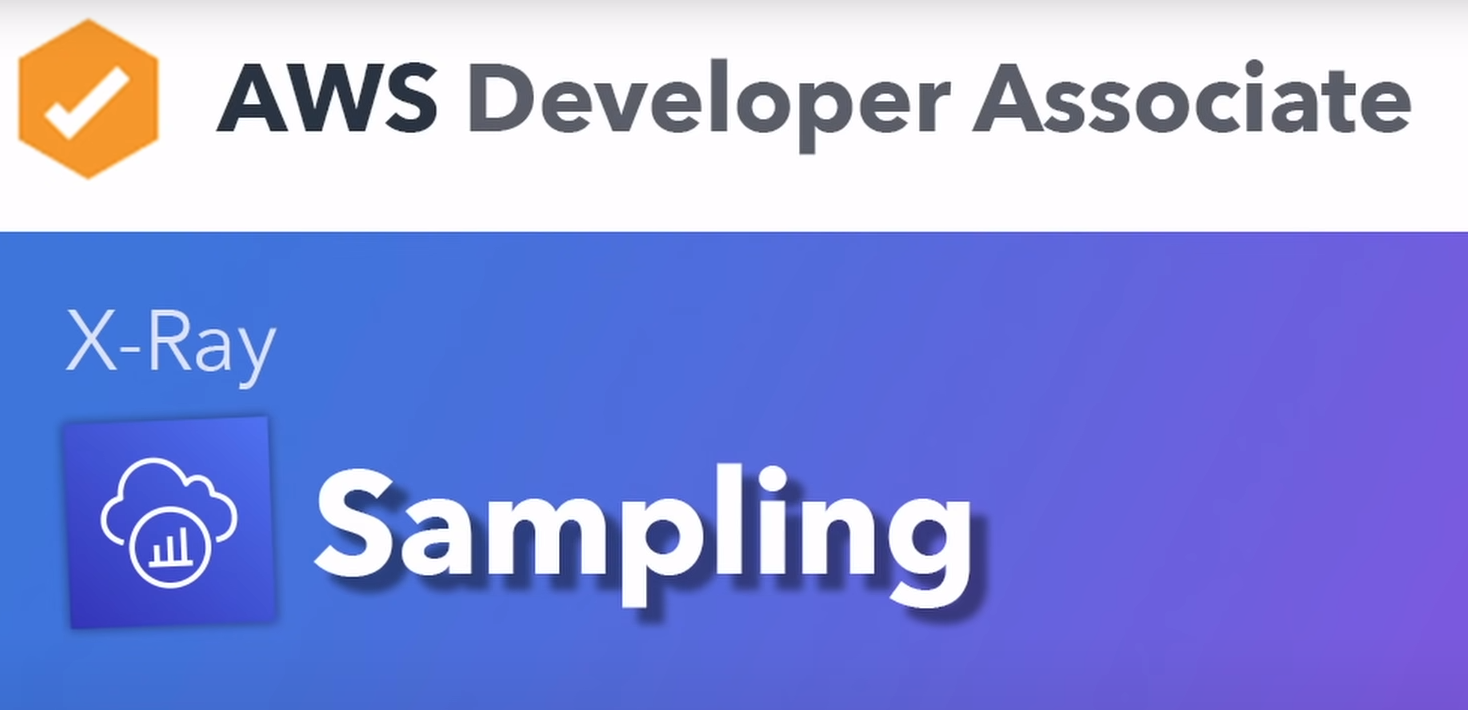 AWS Developer Associate
X-Ray
Sampling